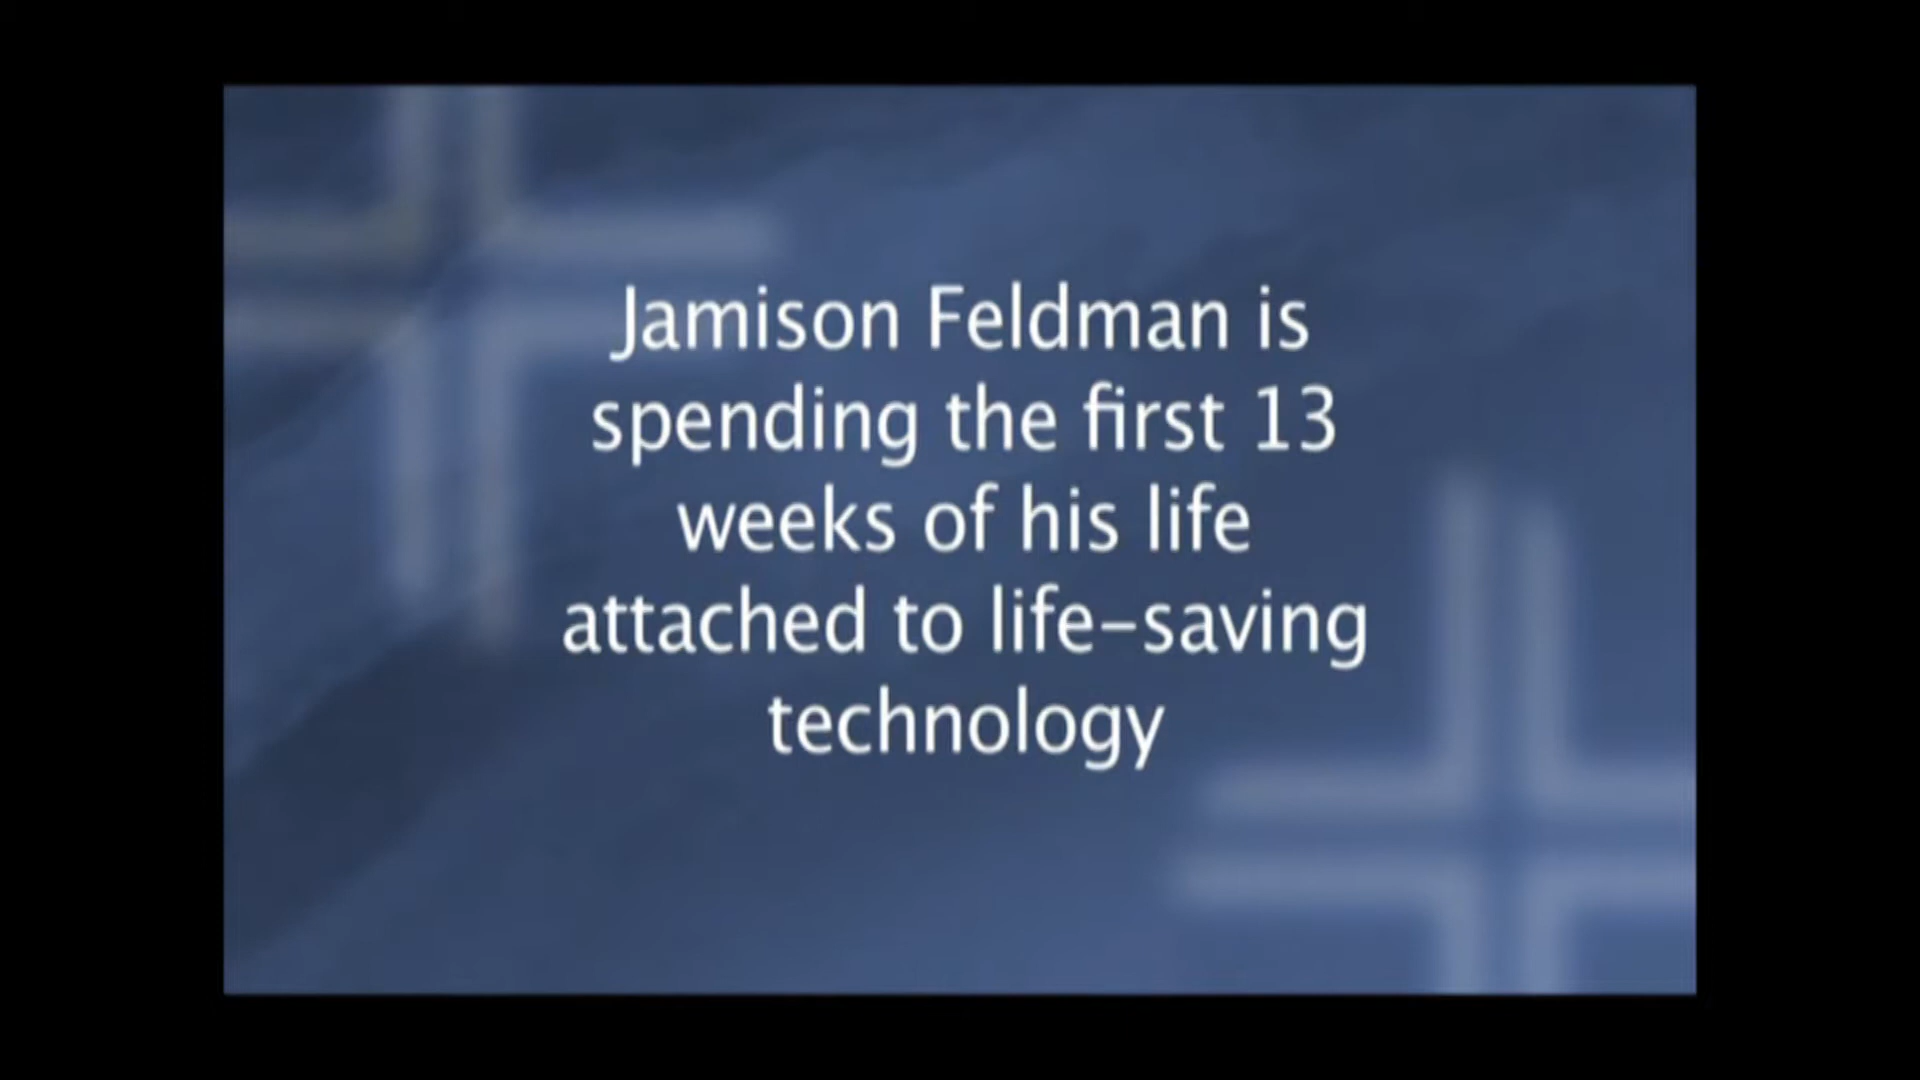 Jamison Feldman is
spending the first 13
weeks of his life
attached to life-saving
technology